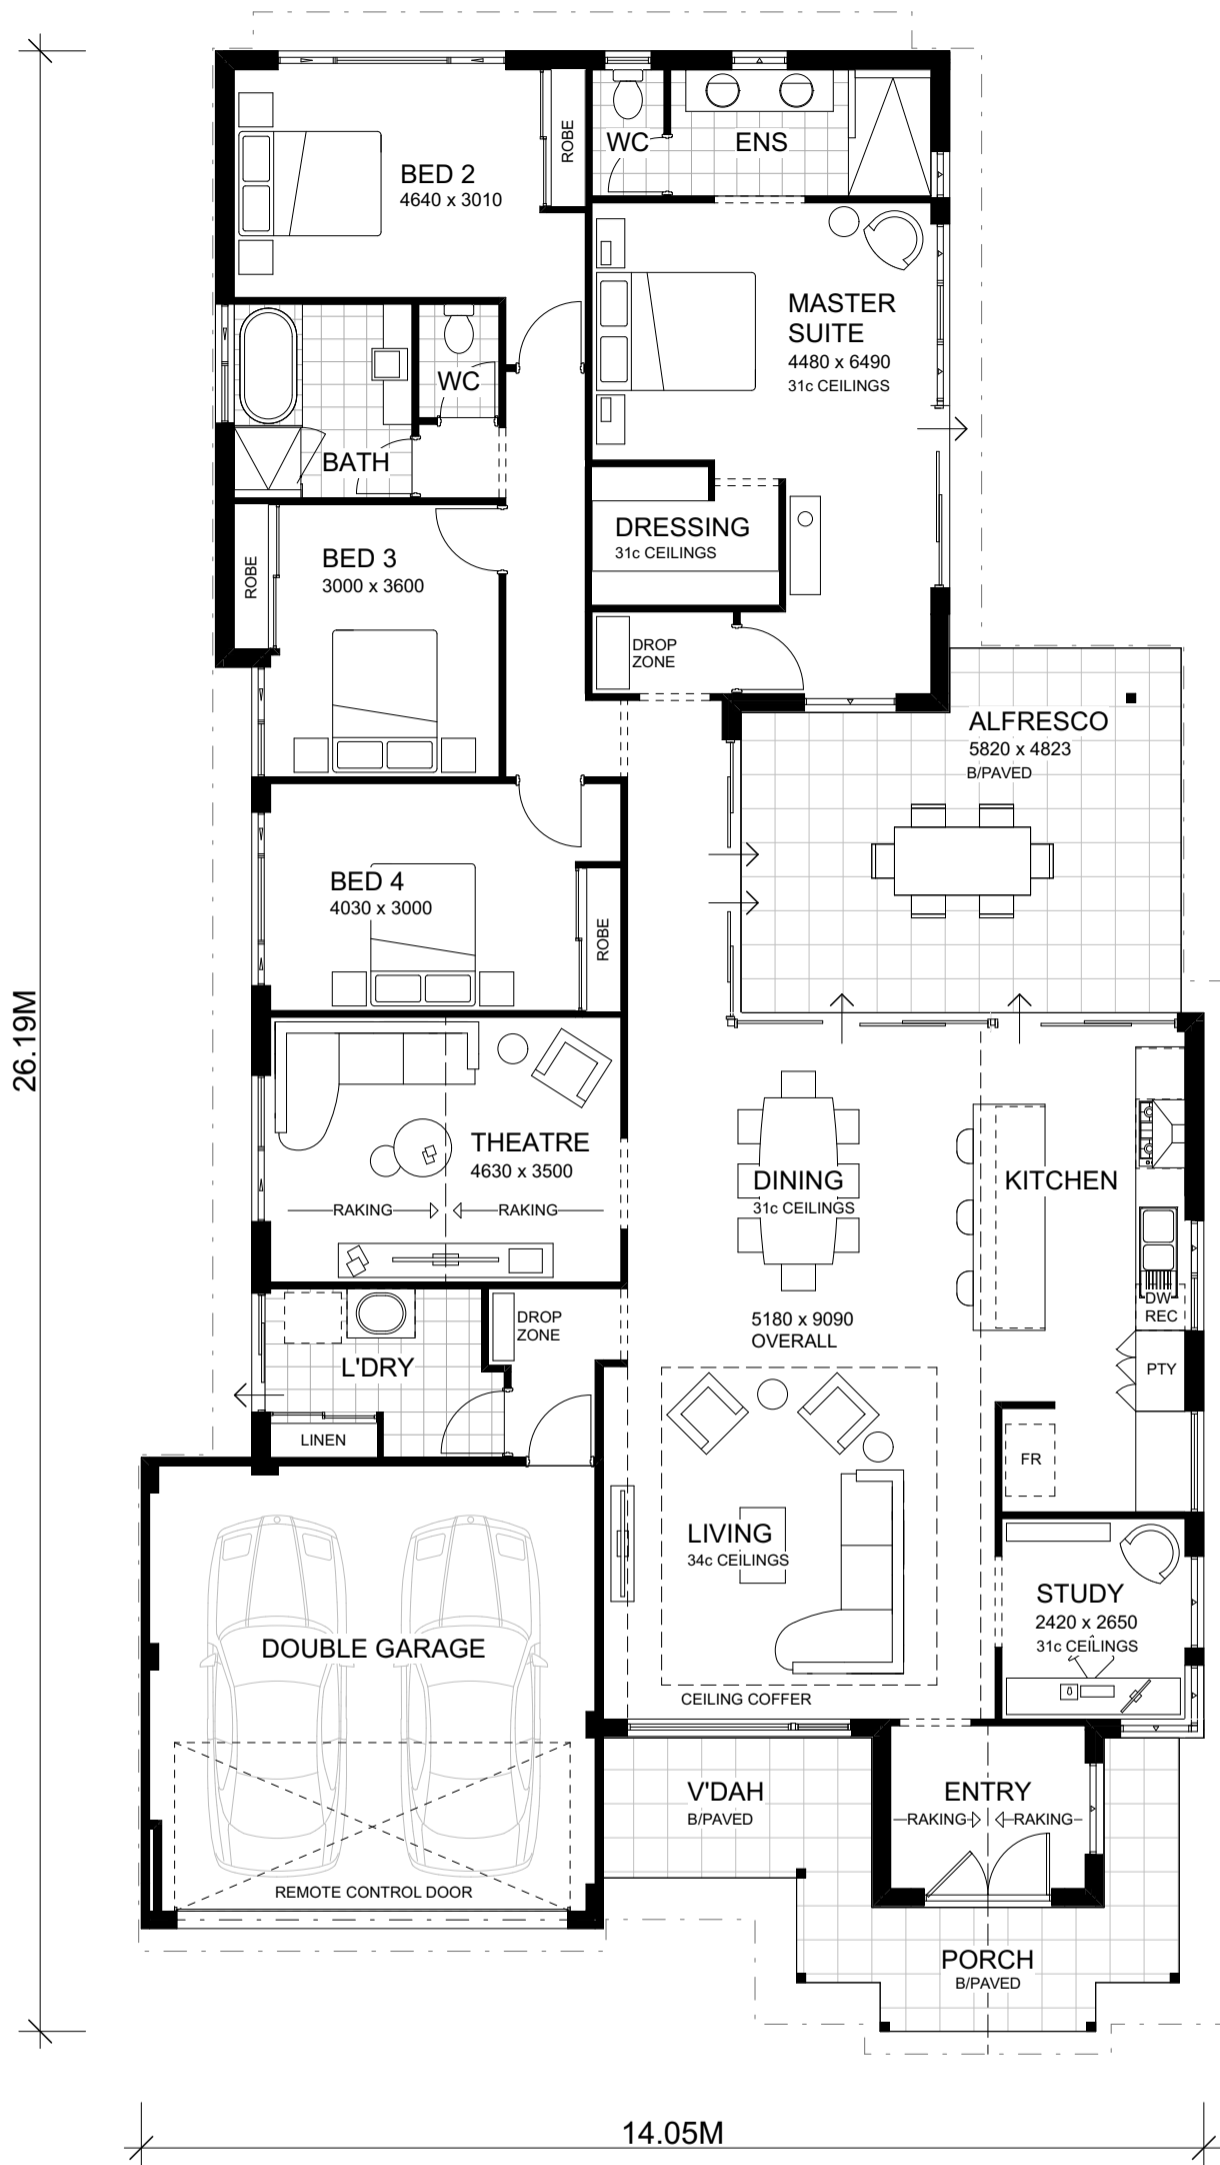 BED 2
4640 x 3010
ROBE
WC
ENS
MASTER
SUITE
4480 x 6490
31c CEILINGS
WC
BATH
DRESSING
31c CEILINGS
BED 3
3000 x 3600
ROBE
DROP
ZONE
ALFRESCO
5820 x 4823
B/PAVED
BED 4
4030 x 3000
ROBE
26.19M
THEATRE
4630 x 3500
RAKING
RAKING
DINING
31c CEILINGS
KITCHEN
DW
REC
PTY
FR
5180 x 9090
OVERALL
DROP
ZONE
L'DRY
LINEN
LIVING
34c CEILINGS
CEILING COFFER
STUDY
2420 x 2650
31c CEILINGS
DOUBLE GARAGE
REMOTE CONTROL DOOR
V'DAH
B/PAVED
ENTRY
RAKING
RAKING
PORCH
B/PAVED
14.05M